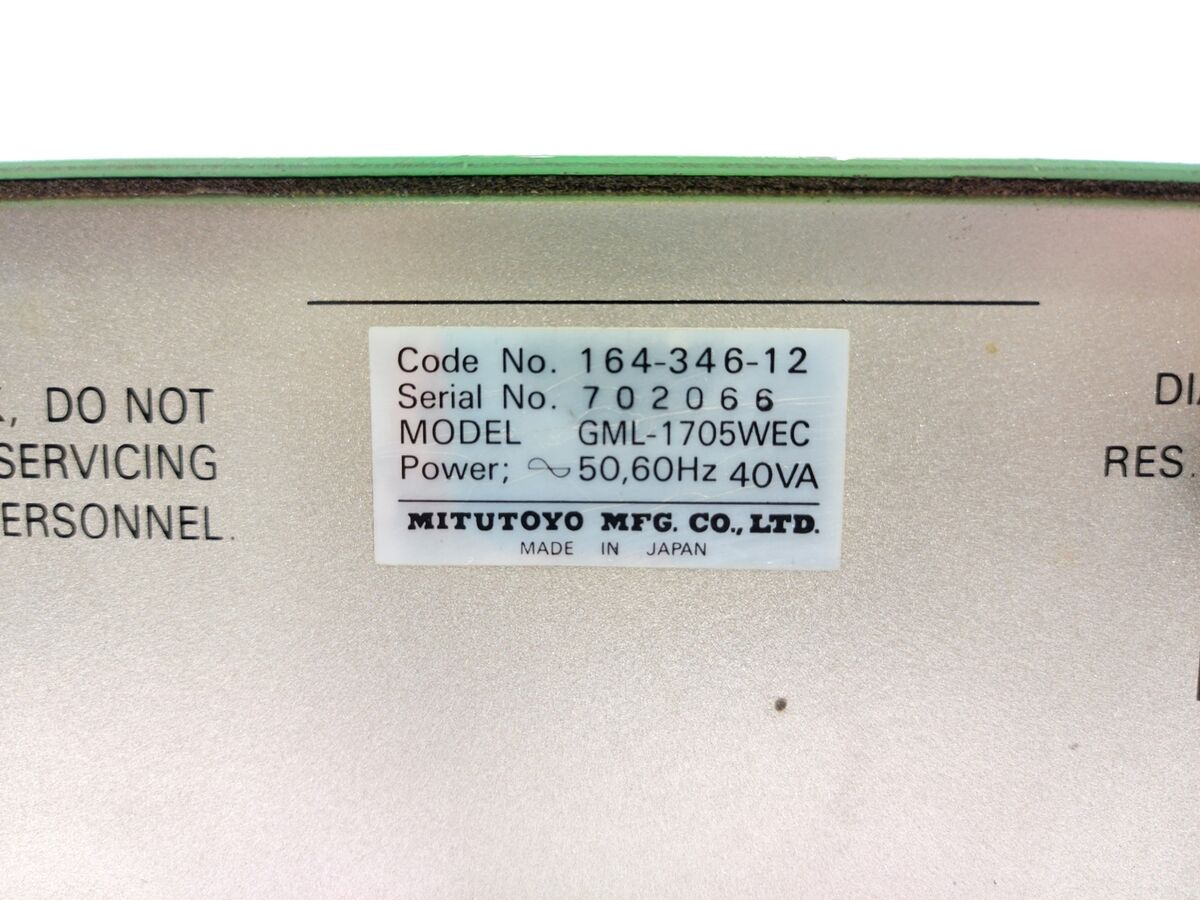 Code No. 164-346-12
Serial No. 702066
MODEL GML-1705WEC
Power; ~50,60Hz 40VA
MITUTOYO MFG. CO., LTD.
MADE IN JAPAN
, DO NOT
SERVICING
ERSONNEL.
DI
RES.